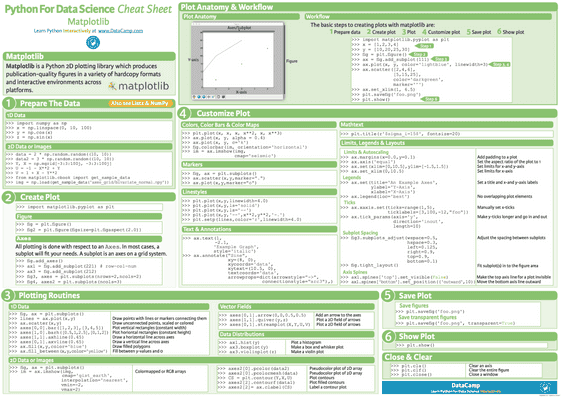 Python For Data Science Cheat Sheet
Matplotlib
Learn Python Interactively at www.DataCamp.com
Matplotlib
Matplotlib is a Python 2D plotting library which produces
publication-quality figures in a variety of hardcopy formats
and interactive environments across
platforms.
matplotlib
1 Prepare The Data
Also see Lists & NumPy
1D Data
>>> import numpy as np
>>> x = np.linspace(0, 10, 100)
>>> y = np.cos(x)
>>> z = np.sin(x)
2D Data or Images
>>> data = 2 * np.random.random((10, 10))
>>> data2 = 3 * np.random.random((10, 10))
>>> Y, X = np.mgrid[-3:3:100j, -3:3:100j]
>>> U = -1 - X**2 + Y
>>> V = 1 + X - Y**2
>>> from matplotlib.cbook import get_sample_data
>>> img = np.load(get_sample_data('axes_grid/bivariate_normal.npy'))
2 Create Plot
>>> import matplotlib.pyplot as plt
Figure
>>> fig = plt.figure()
>>> fig2 = plt.figure(figsize=plt.figaspect(2.0))
Axes
All plotting is done with respect to an Axes. In most cases, a
subplot will fit your needs. A subplot is an axes on a grid system.
>>> fig.add_axes()
>>> ax1 = fig.add_subplot(221) # row-col-num
>>> ax3 = fig.add_subplot(212)
>>> fig3, axes = plt.subplots(nrows=2,ncols=2)
>>> fig4, axes2 = plt.subplots(ncols=3)
Plot Anatomy & Workflow
Plot Anatomy
Axes/Subplot
Y-axis
Figure
X-axis
Workflow
The basic steps to creating plots with matplotlib are:
1 Prepare data 2 Create plot 3 Plot 4 Customize plot 5 Save plot 6 Show plot
>>> import matplotlib.pyplot as plt
>>> x = [1,2,3,4]
>>> y = [10,20,25,30]
>>> fig = plt.figure()
>>> ax = fig.add_subplot(111)
>>> ax.plot(x, y, color='lightblue', linewidth=3)
>>> ax.scatter([2,4,6],
[5,15,25],
color='darkgreen',
marker='^')
>>> ax.set_xlim(1, 6.5)
>>> plt.savefig('foo.png')
>>> plt.show()
4 Customize Plot
Colors, Color Bars & Color Maps
>>> plt.plot(x, x, x, x**2, x, x**3)
>>> ax.plot(x, y, alpha = 0.4)
>>> ax.plot(x, y, c='k')
>>> fig.colorbar(im, orientation='horizontal')
>>> im = ax.imshow(img,
cmap='seismic')
Markers
>>> fig, ax = plt.subplots()
>>> ax.scatter(x,y,marker=".")
>>> ax.plot(x,y,marker="o")
Linestyles
>>> plt.plot(x,y,linewidth=4.0)
>>> plt.plot(x,y,ls='solid')
>>> plt.plot(x,y,ls='--')
>>> plt.plot(x,y,'--',x**2,y**2,'-.')
>>> plt.setp(lines,color='r',linewidth=4.0)
Text & Annotations
>>> ax.text(1,
-2.1,
'Example Graph',
style='italic')
>>> ax.annotate("Sine",
xy=(8, 0),
xycoords='data',
xytext=(10.5, 0),
textcoords='data',
arrowprops=dict(arrowstyle="->",
connectionstyle="arc3"),)
Mathtext
>>> plt.title(r'$sigma_i=15$', fontsize=20)
Limits, Legends & Layouts
Limits & Autoscaling
>>> ax.margins(x=0.0,y=0.1)
Add padding to a plot
>>> ax.axis('equal')
Set the aspect ratio of the plot to 1
>>> ax.set(xlim=[0,10.5],ylim=[-1.5,1.5])
Set limits for x-and y-axis
>>> ax.set_xlim(0,10.5)
Set limits for x-axis
Legends
>>> ax.set(title='An Example Axes',
Set a title and x-and y-axis labels
ylabel='Y-Axis',
xlabel='X-Axis')
>>> ax.legend(loc='best')
No overlapping plot elements
Ticks
>>> ax.xaxis.set(ticks=range(1,5),
Manually set x-ticks
ticklabels=[3,100,-12,"foo"])
>>> ax.tick_params(axis='y',
Make y-ticks longer and go in and out
direction='inout',
length=10)
Subplot Spacing
>>> fig3.subplots_adjust(wspace=0.5,
Adjust the spacing between subplots
hspace=0.3,
left=0.125,
right=0.9,
top=0.9,
bottom=0.1)
>>> fig.tight_layout()
Fit subplot(s) in to the figure area
Axis Spines
>>> ax1.spines['top'].set_visible(False)
Make the top axis line for a plot invisible
>>> ax1.spines['bottom'].set_position(('outward',10))
Move the bottom axis line outward
3 Plotting Routines
1D Data
>>> fig, ax = plt.subplots()
>>> lines = ax.plot(x,y)
Draw points with lines or markers connecting them
>>> ax.scatter(x,y)
Draw unconnected points, scaled or colored
>>> axes[0,0].bar([1,2,3],[3,4,5])
Plot vertical rectangles (constant width)
>>> axes[1,0].barh([0.5,1,2.5],[0,1,2])
Plot horizontal rectangles (constant height)
>>> axes[1,1].axhline(0.45)
Draw a horizontal line across axes
>>> axes[0,1].axvline(0.65)
Draw a vertical line across axes
>>> ax.fill(x,y,color='blue')
Draw filled polygons
>>> ax.fill_between(x,y,color='yellow')
Fill between y-values and 0
2D Data or Images
>>> fig, ax = plt.subplots()
>>> im = ax.imshow(img,
Colormapped or RGB arrays
cmap='gist_earth',
interpolation='nearest',
vmin=-2,
vmax=2)
Vector Fields
>>> axes[0,1].arrow(0,0,0.5,0.5)
Add an arrow to the axes
>>> axes[1,1].quiver(y,z)
Plot a 2D field of arrows
>>> axes[0,1].streamplot(X,Y,U,V)
Plot a 2D field of arrows
Data Distributions
>>> ax1.hist(y)
Plot a histogram
>>> ax3.boxplot(y)
Make a box and whisker plot
>>> ax3.violinplot(z)
Make a violin plot
>>> axes2[0].pcolor(data2)
Pseudocolor plot of 2D array
>>> axes2[0].pcolormesh(data)
Pseudocolor plot of 2D array
>>> CS = plt.contour(Y,X,U)
Plot contours
>>> axes2[2].contourf(data1)
Plot filled contours
>>> axes2[2]= ax.clabel(CS)
Label a contour plot
5 Save Plot
Save figures
>>> plt.savefig('foo.png')
Save transparent figures
>>> plt.savefig('foo.png', transparent=True)
6 Show Plot
>>> plt.show()
Close & Clear
>>> plt.cla()
Clear an axis
>>> plt.clf()
Clear the entire figure
>>> plt.close()
Close a window
DataCamp
Learn Python for Data Science Interactively